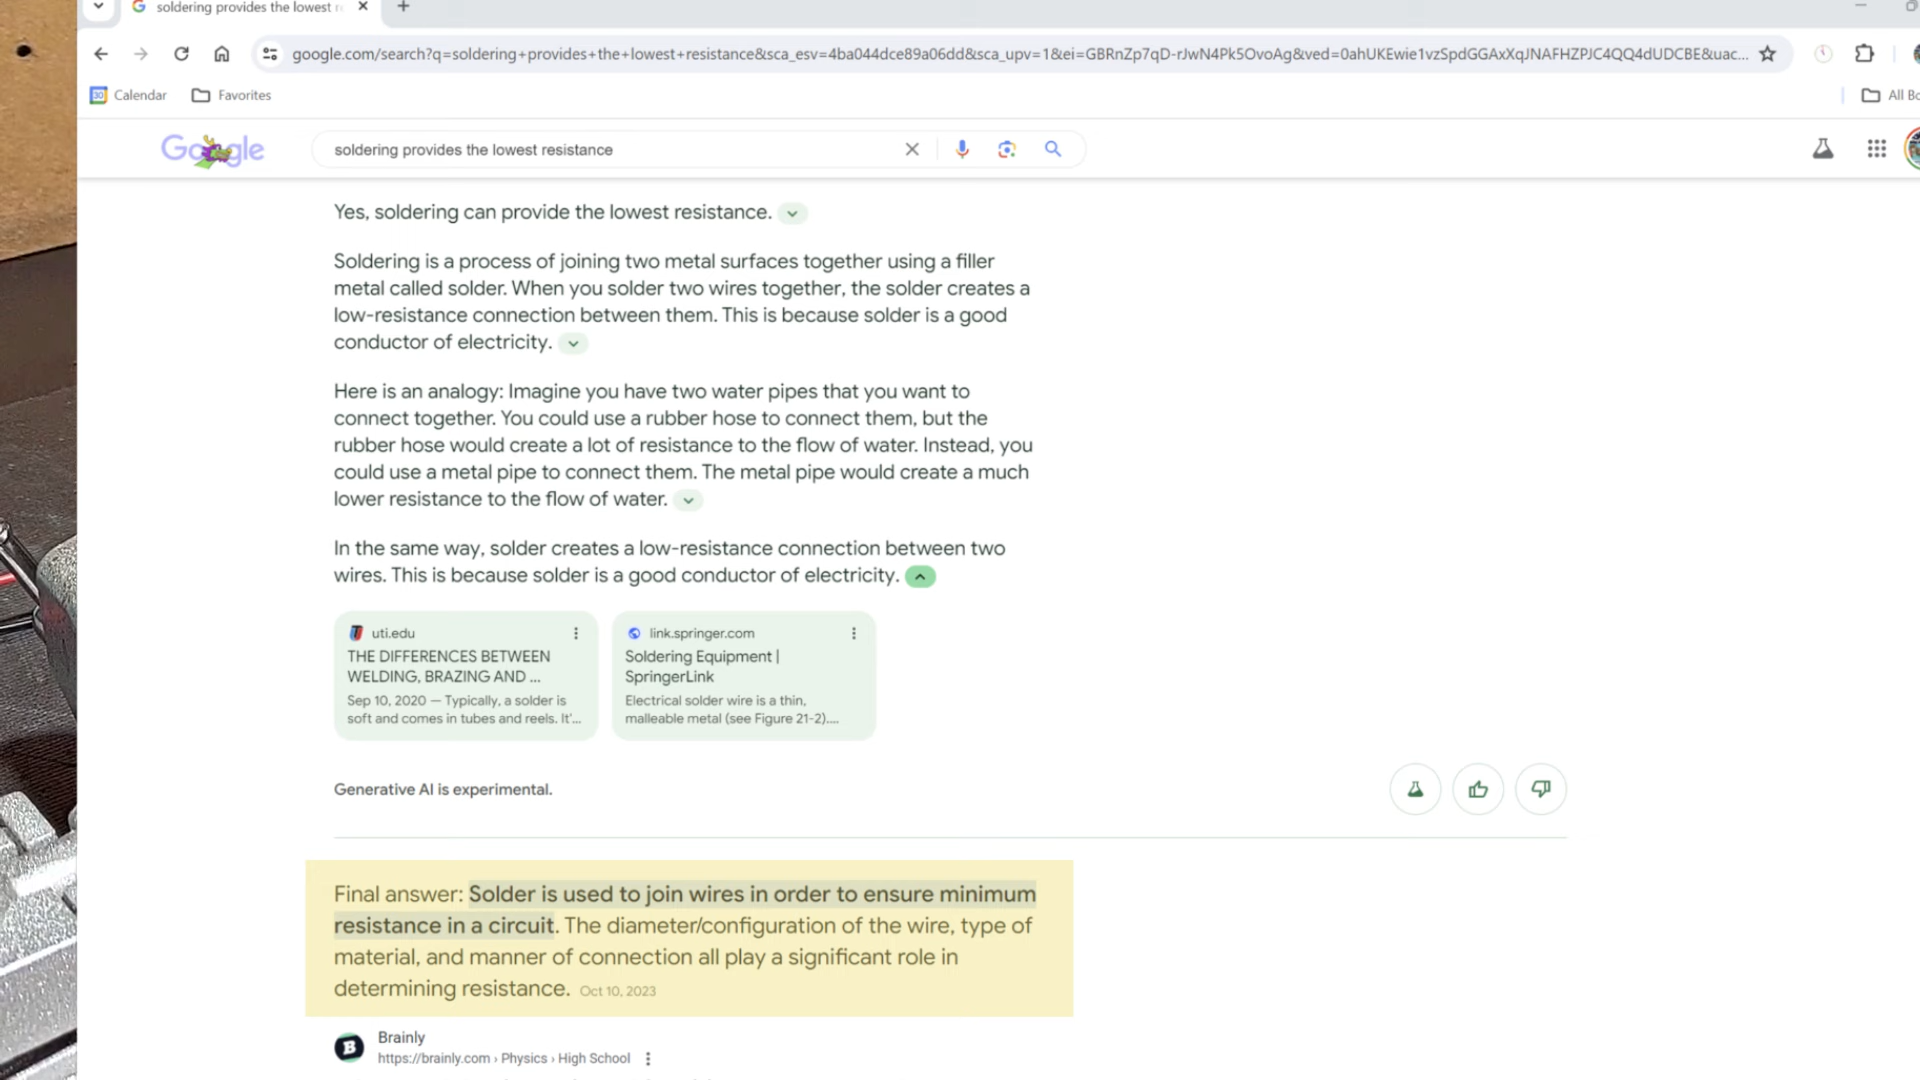 soldering provides the lowest r
google.com/search?q=soldering+provides+the+lowest+resistance&sca_esv=4ba044dce89a06dd&sca_upv=1&ei=GBRnZp7qD-rJwN4Pk5OvoAg&ved=0ahUKEwie1vzSpdGGAxXqJNAFHZPJC4QQ4dUDCBE&uac...
30 Calendar Favorites
All Bo
Google
soldering provides the lowest resistance
Yes, soldering can provide the lowest resistance.
Soldering is a process of joining two metal surfaces together using a filler
metal called solder. When you solder two wires together, the solder creates a
low-resistance connection between them. This is because solder is a good
conductor of electricity.
Here is an analogy: Imagine you have two water pipes that you want to
connect together. You could use a rubber hose to connect them, but the
rubber hose would create a lot of resistance to the flow of water. Instead, you
could use a metal pipe to connect them. The metal pipe would create a much
lower resistance to the flow of water.
In the same way, solder creates a low-resistance connection between two
wires. This is because solder is a good conductor of electricity.
uti.edu
THE DIFFERENCES BETWEEN
WELDING, BRAZING AND ...
Sep 10, 2020 — Typically, a solder is
soft and comes in tubes and reels. It'...
link.springer.com
Soldering Equipment |
SpringerLink
Electrical solder wire is a thin,
malleable metal (see Figure 21-2)....
Generative AI is experimental.
Final answer: Solder is used to join wires in order to ensure minimum
resistance in a circuit. The diameter/configuration of the wire, type of
material, and manner of connection all play a significant role in
determining resistance. Oct 10, 2023
B
Brainly
https://brainly.com › Physics › High School